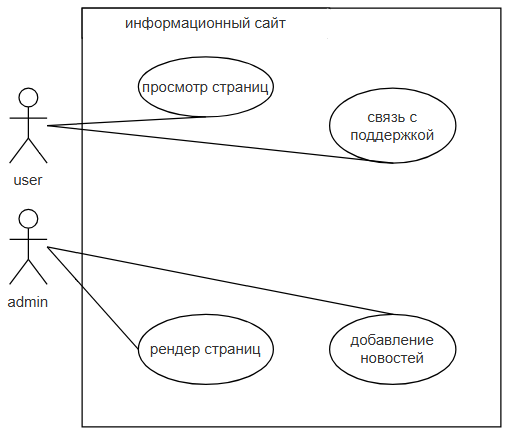 информационный сайт
просмотр страниц
связь с
поддержкой
user
admin
рендер страниц
добавление
новостей